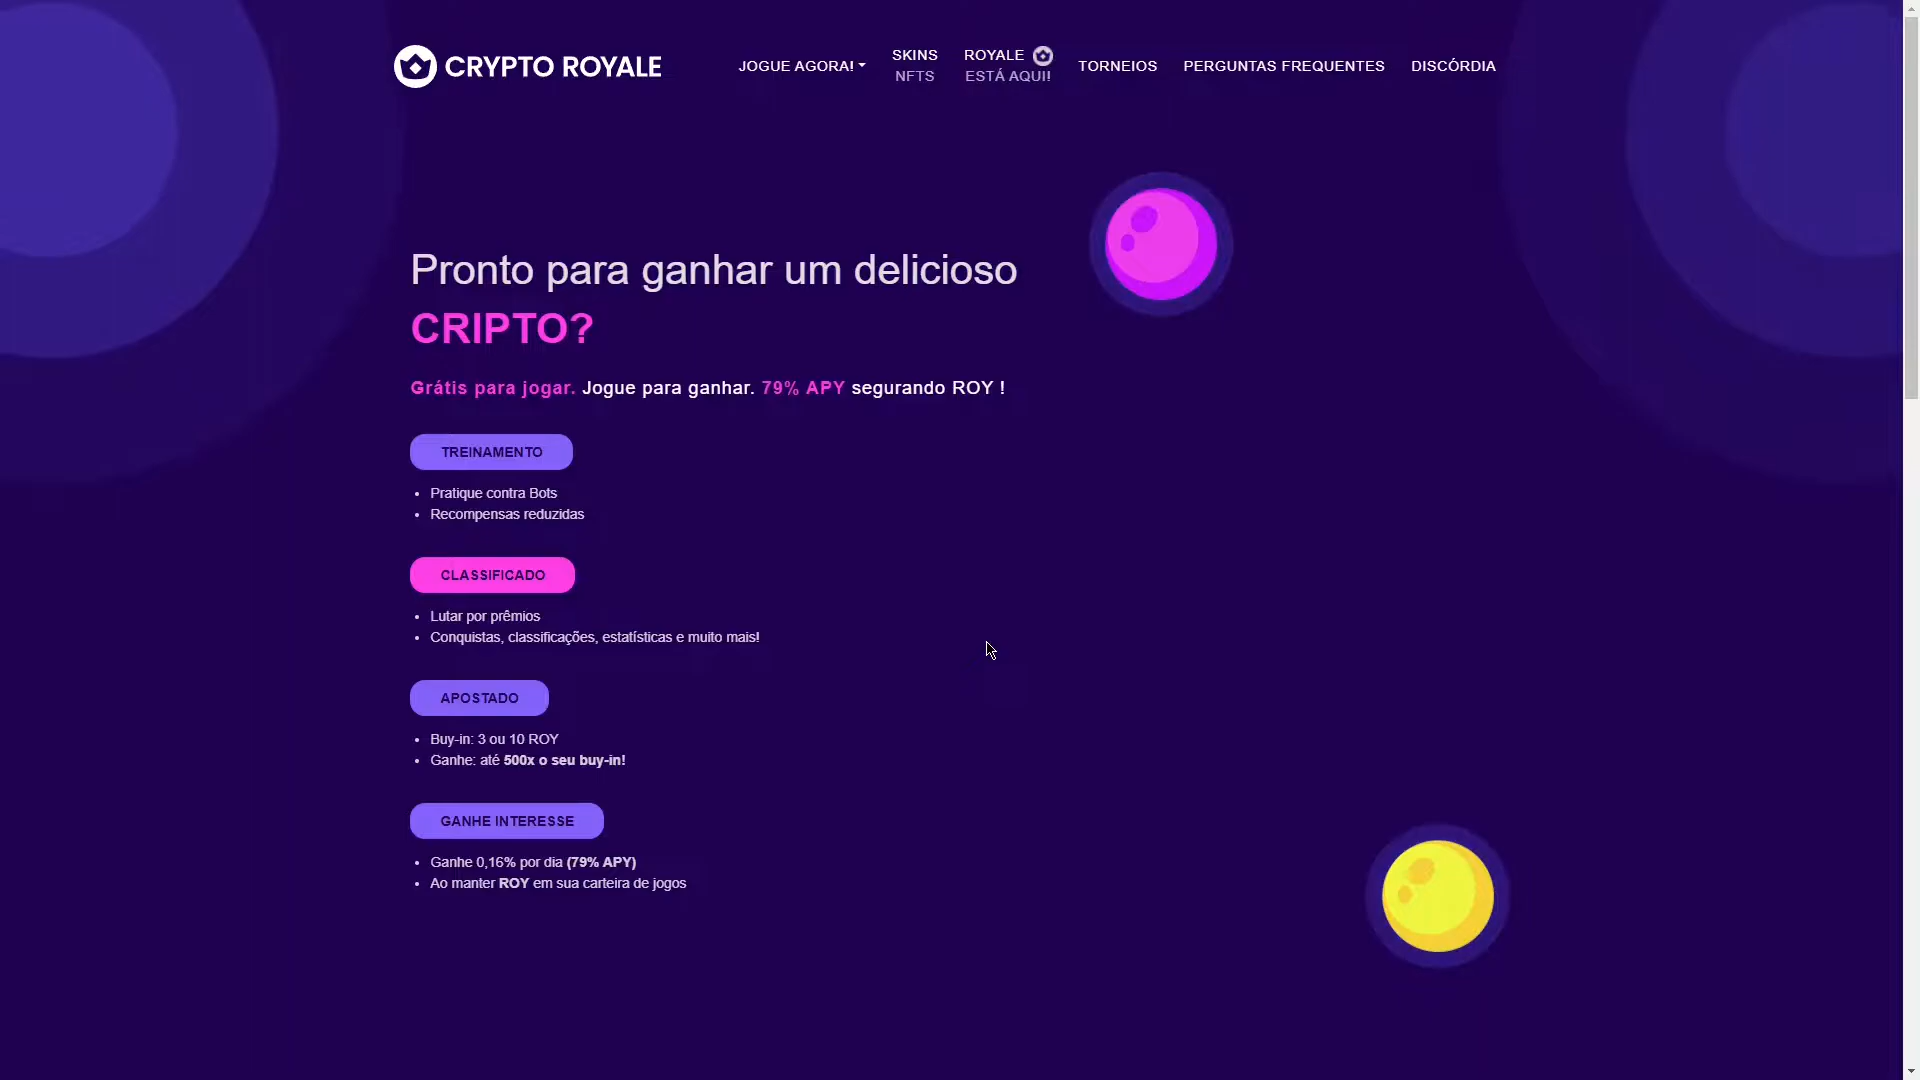 CRYPTO ROYALE
JOGUE AGORA!
SKINS
NFTS
ROYALE
ESTÁ AQUI!
TORNEIOS
PERGUNTAS FREQUENTES
DISCÓRDIA
Pronto para ganhar um delicioso
CRIPTO?
Grátis para jogar. Jogue para ganhar. 79% APY segurando ROY !
TREINAMENTO
• Pratique contra Bots
• Recompensas reduzidas
CLASSIFICADO
• Lutar por prêmios
• Conquistas, classificações, estatísticas e muito mais!
APOSTADO
• Buy-in: 3 ou 10 ROY
• Ganhe: até 500x o seu buy-in!
GANHE INTERESSE
• Ganhe 0,16% por dia (79% APY)
• Ao manter ROY em sua carteira de jogos